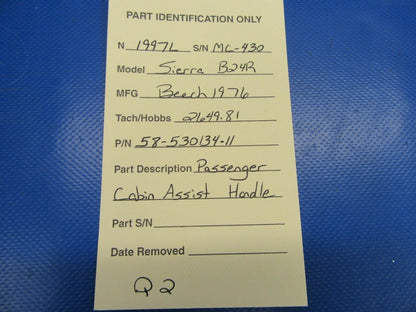 PART IDENTIFICATION ONLY
N 1997L S/N MC-430
Model Sierra B24R
MFG Beech 1976
Tach/Hobbs 2649.81
P/N 58-530134-11
Part Description Passenger
Cabin Assist Handle
Part S/N
Date Removed
Q2